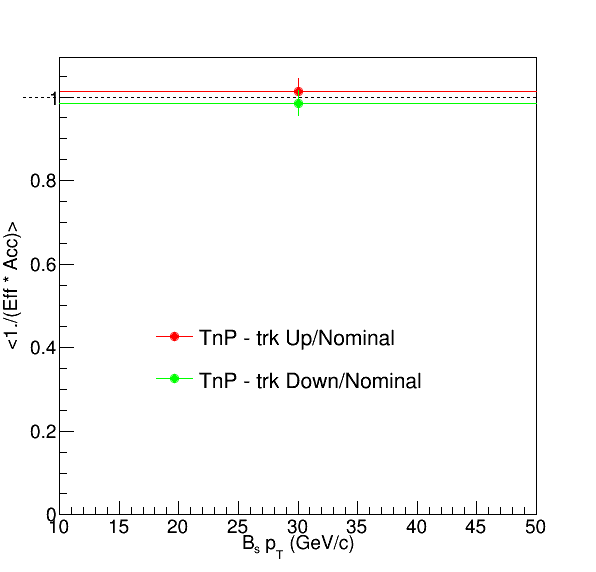 1
0.8
0.6
0.4
0.2
0
<1./(Eff * Acc)>
TnP - trk Up/Nominal
TnP - trk Down/Nominal
10 15 20 25 30 35 40 45 50
Bs pT (GeV/c)